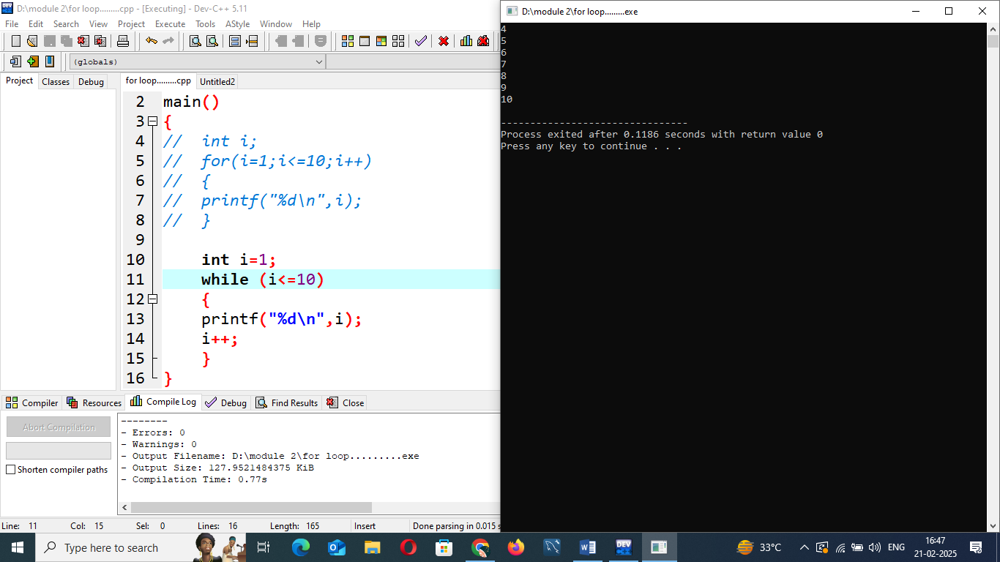 D:\module 2\for loop.........cpp - [Executing] - Dev-C++ 5.11
File Edit Search View Project Execute Tools AStyle Window Help
(globals)
Project Classes Debug
for loop.........cpp Untitled2
2 main()
3 {
4 // int i;
5 // for(i=1;i<=10;i++)
6 // {
7 // printf("%d\n",i);
8 // }
9
10 int i=1;
11 while (i<=10)
12 {
13 printf("%d\n",i);
14 i++;
15 }
16 }
Compiler Resources Compile Log Debug Find Results Close
Abort Compilation
Shorten compiler paths
--------
- Errors: 0
- Warnings: 0
- Output Filename: D:\module 2\for loop.........exe
- Output Size: 127.9521484375 KiB
- Compilation Time: 0.77s
Line: 11 Col: 15 Sel: 0 Lines: 16 Length: 165 Insert Done parsing in 0.015 s
D:\module 2\for loop.........exe
4
5
6
7
8
9
10
--------------------------------
Process exited after 0.1186 seconds with return value 0
Press any key to continue . . .
Type here to search
DEV
33°C
ENG
16:47
21-02-2025